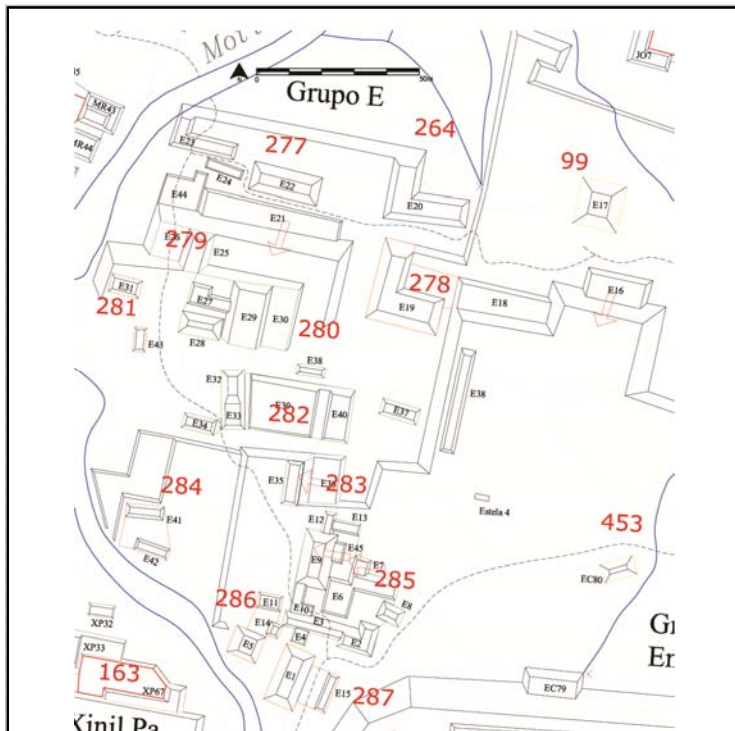 0
50m
Grupo E
264
JO7
MR43
MR44
277
E23
E24
E22
99
E17
E44
E21
E20
279
E25
278
E16
E31
281
E27
E29
E30
280
E19
E18
E28
E43
E38
E32
E39
282
E33
E40
E37
E38
E34
284
E35
283
Estela 4
453
E41
E12
E13
E42
E45
E9
E7
285
EC80
E6
E8
286
E11
E10
E14
E3
E4
E2
E5
XP32
XP33
163
XP67
E1
E15
287
EC79
Xinil Pa